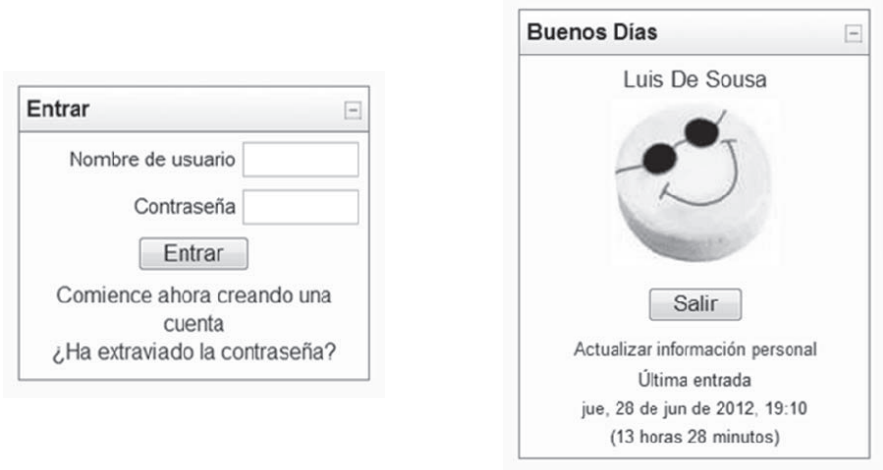 Entrar
Nombre de usuario
Contraseña
Entrar
Comience ahora creando una
cuenta
¿Ha extraviado la contraseña?
Buenos Días
Luis De Sousa
Salir
Actualizar información personal
Última entrada
jue, 28 de jun de 2012, 19:10
(13 horas 28 minutos)